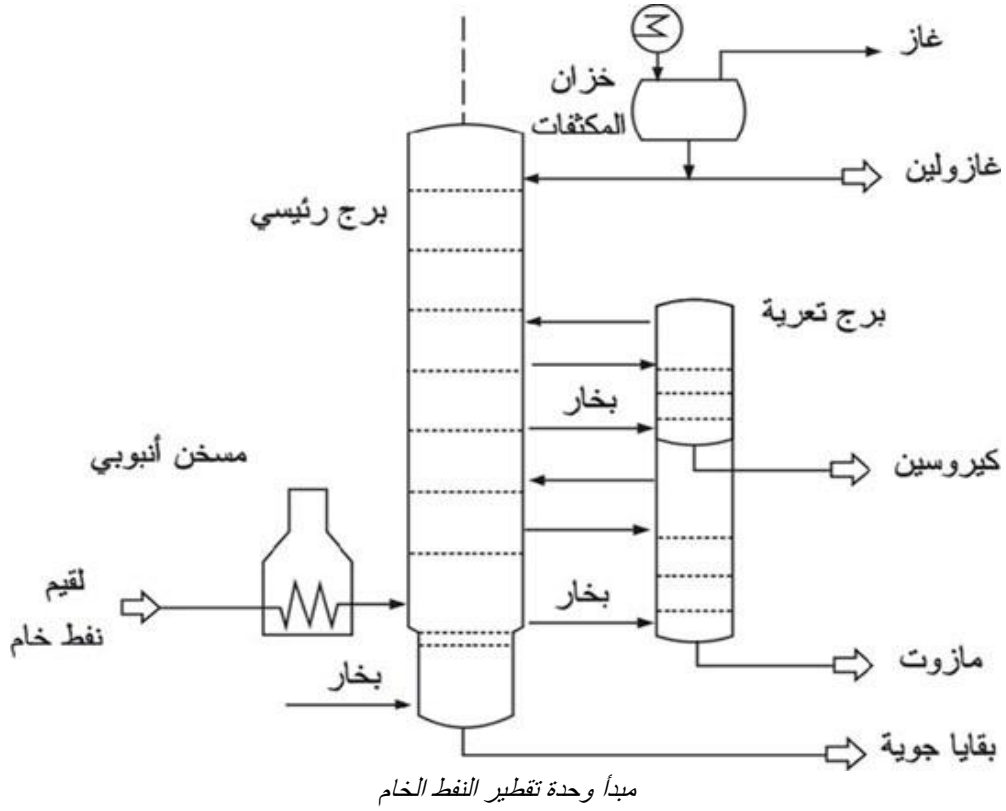 غاز
خزان
المكثفات
غازولين
برج رئيسي
برج تعرية
بخار
مسخن أنبوبي
كيروسين
لقيم
نفط خام
بخار
مازوت
بخار
بقايا جوية
مبدأ وحدة تقطير النفط الخام